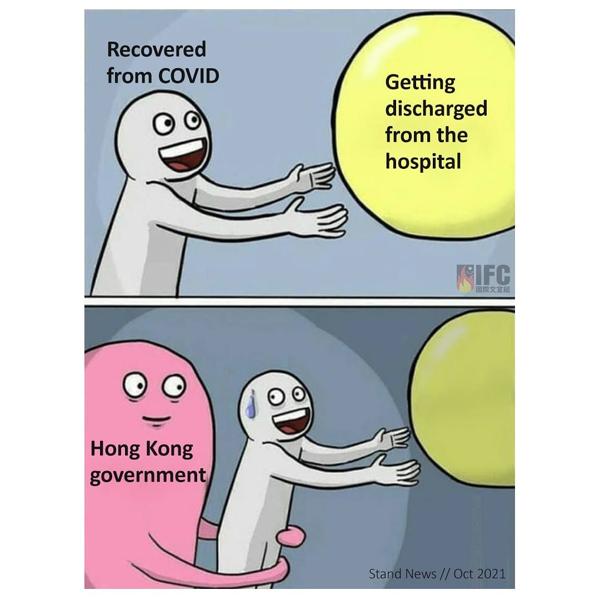 Recovered
from COVID
Getting
discharged
from the
hospital
IFC
Hong Kong
government
Stand News // Oct 2021